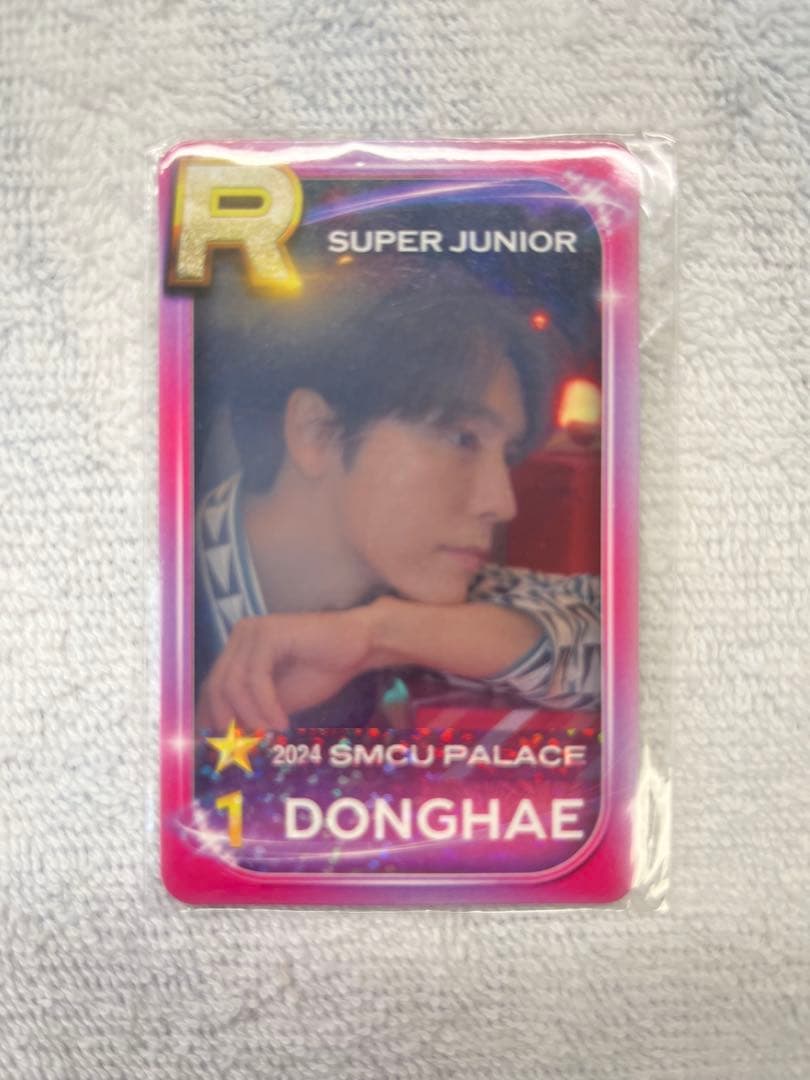 R
SUPER JUNIOR
2024 SMCU PALACE
1 DONGHAE